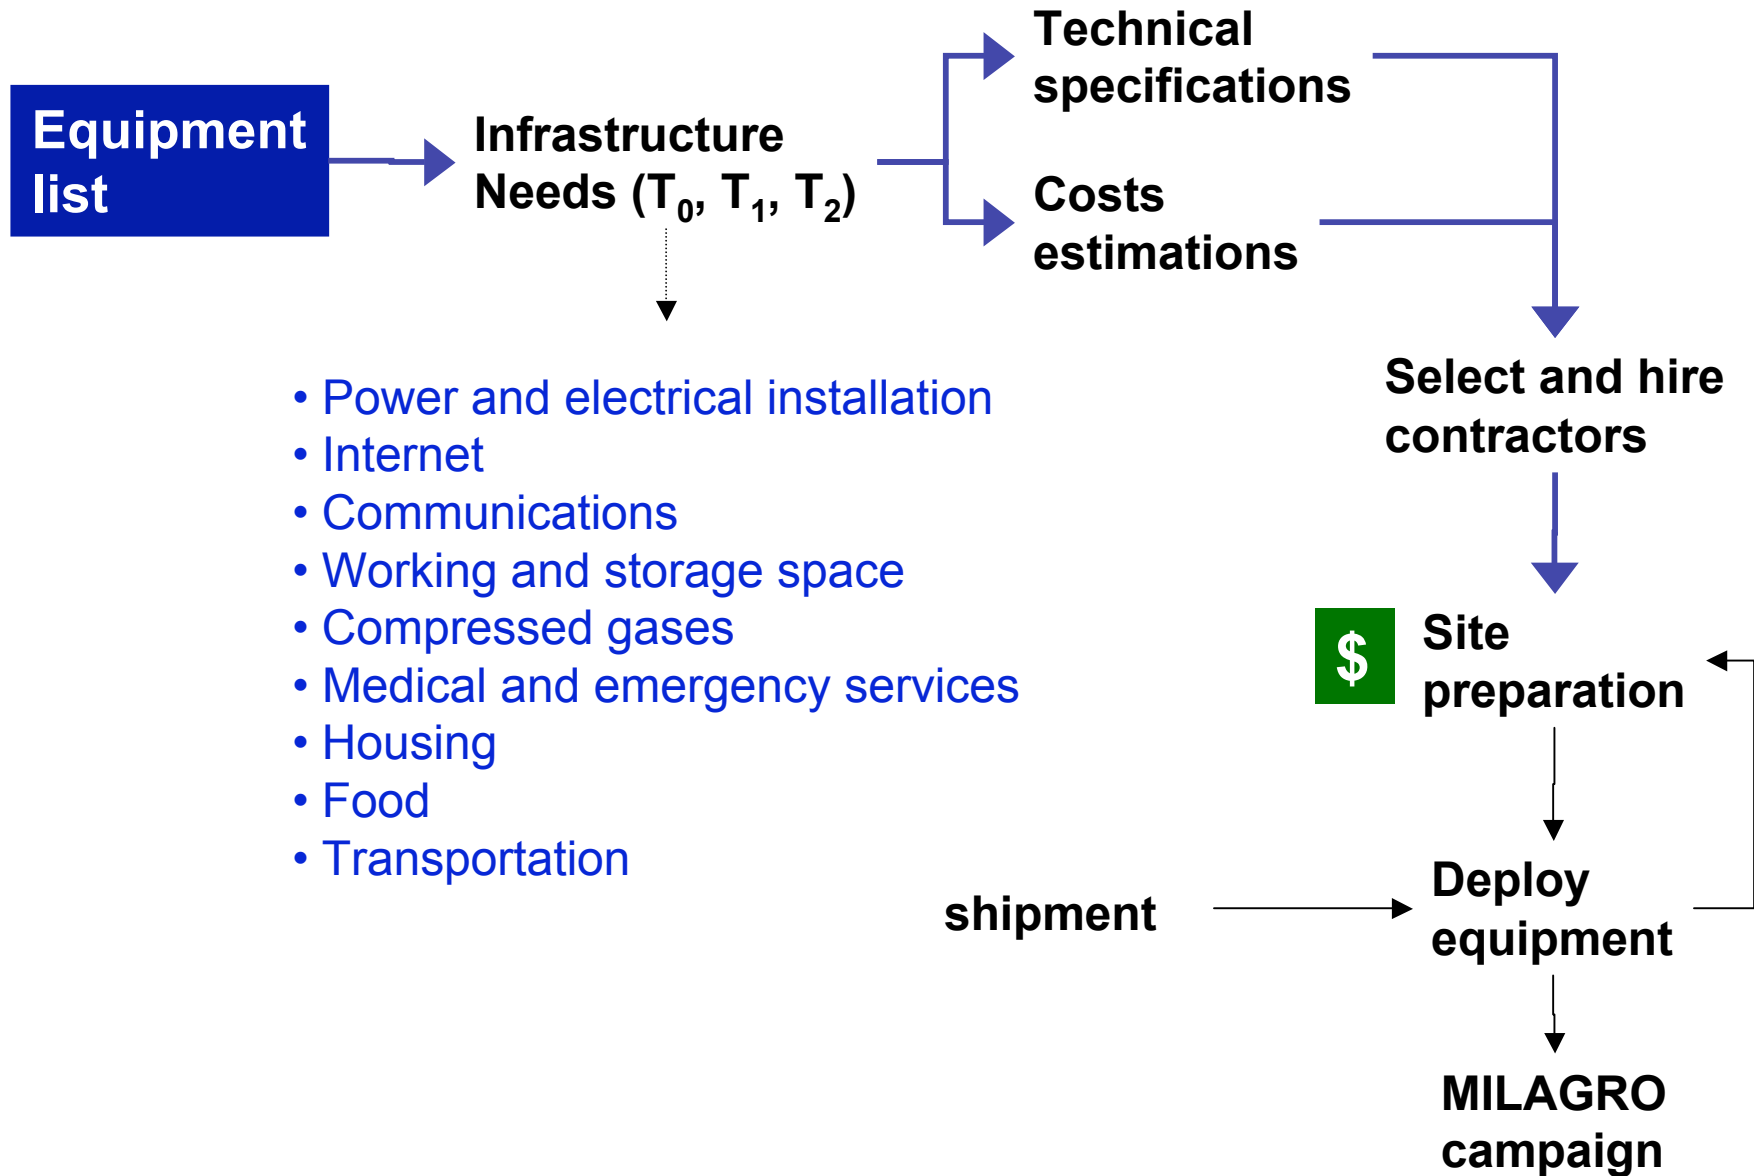 Equipment
list
Infrastructure
Needs (T₀, T₁, T₂)
Technical
specifications
Costs
estimations
• Power and electrical installation
• Internet
• Communications
• Working and storage space
• Compressed gases
• Medical and emergency services
• Housing
• Food
• Transportation
Select and hire
contractors
$
Site
preparation
shipment
Deploy
equipment
MILAGRO
campaign